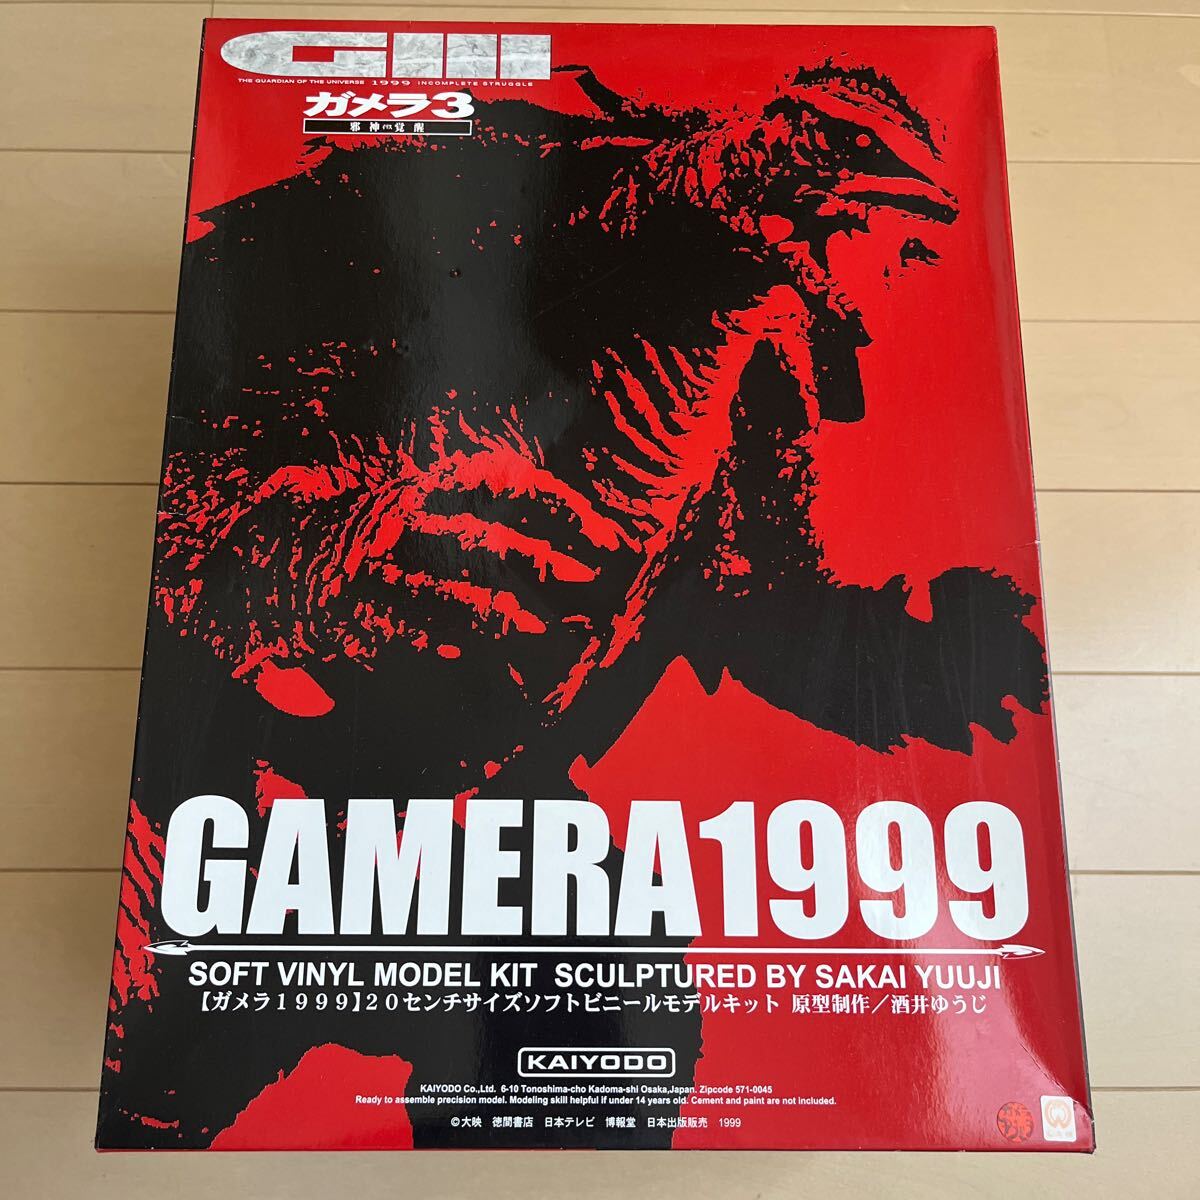 GIII
THE GUARDIAN OF THE UNIVERSE 1999 INCOMPLETE STRUGGLE
ガメラ3
邪神<イリス>覚醒
GAMERA1999
SOFT VINYL MODEL KIT SCULPTURED BY SAKAI YUUJI
【ガメラ1999】20センチサイズソフトビニールモデルキット 原型制作／酒井ゆうじ
KAIYODO
KAIYODO Co.,Ltd. 6-10 Tonoshima-cho Kadoma-shi Osaka,Japan. Zipcode 571-0045
Ready to assemble precision model. Modeling skill helpful if under 14 years old. Cement and paint are not included.
©大映 徳間書店 日本テレビ 博報堂 日本出版販売 1999